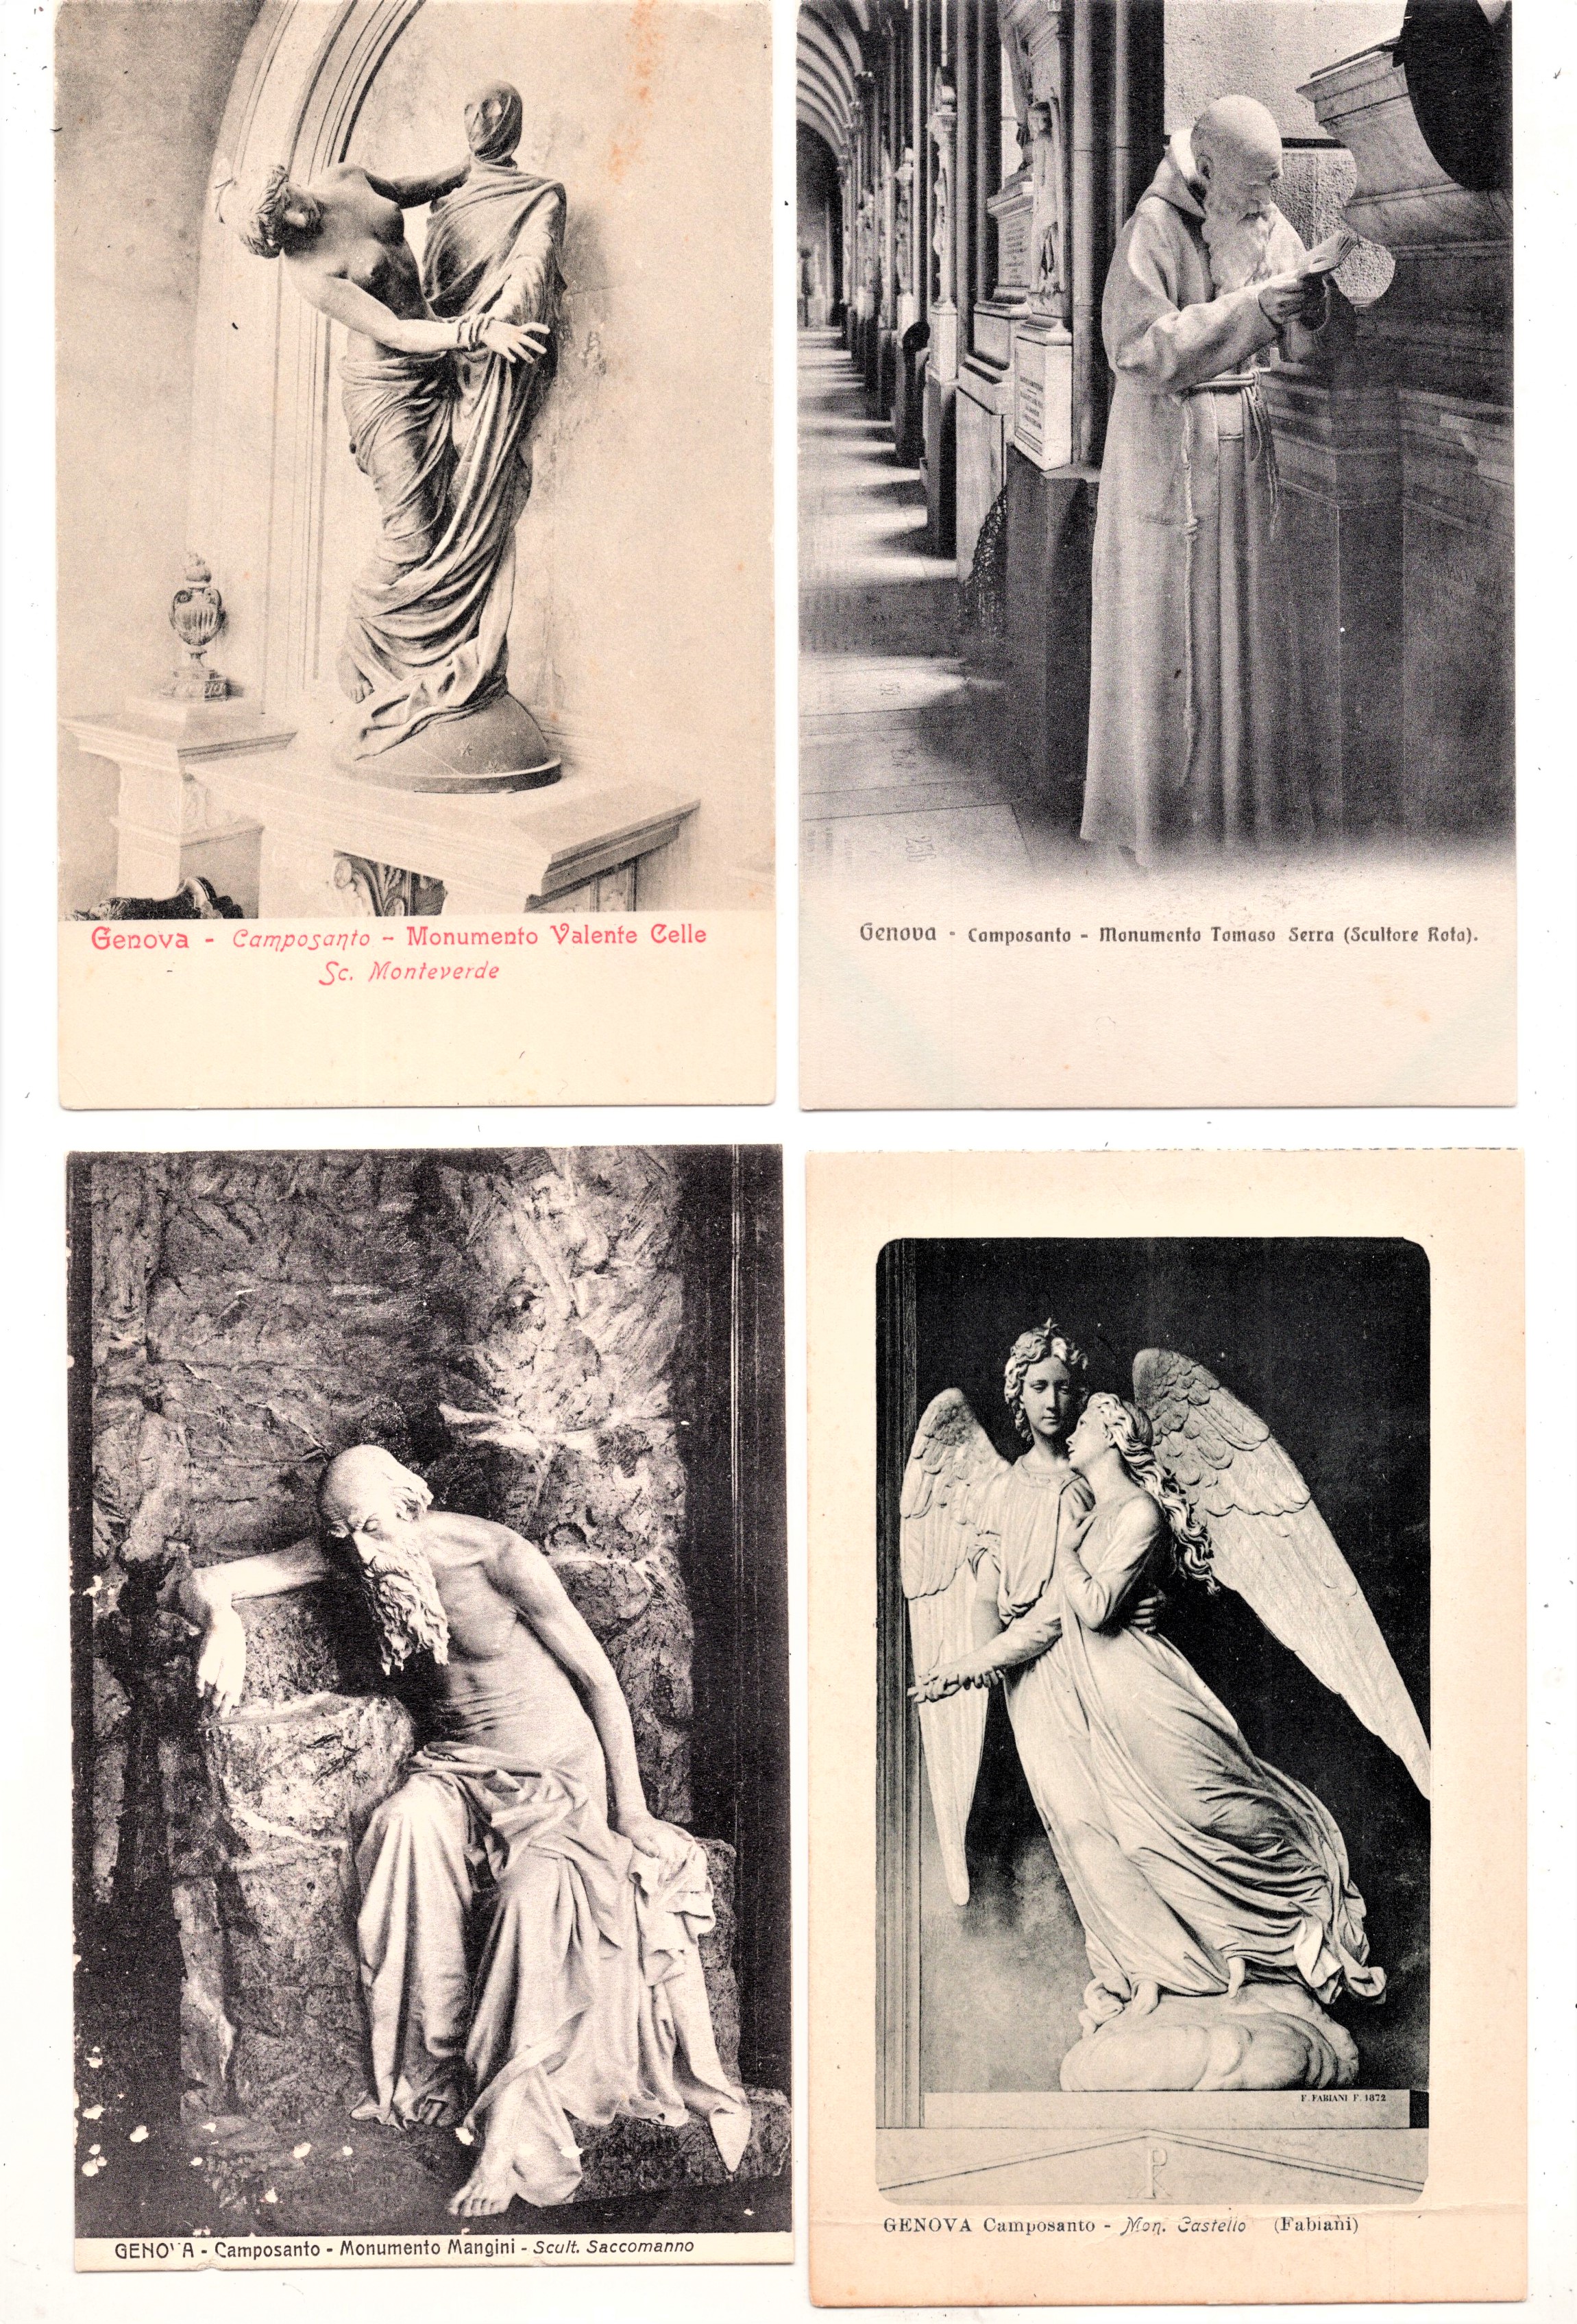 Genova - Camposanto - Monumento Valente Celle
Sc. Monteverde
Genova - Camposanto - Monumento Tomaso Serra (Scultore Rota).
236
GENOVA - Camposanto - Monumento Mangini - Scult. Saccomanno
F. FABIANI F. 1872
GENOVA Camposanto - Mon. Castello (Fabiani)